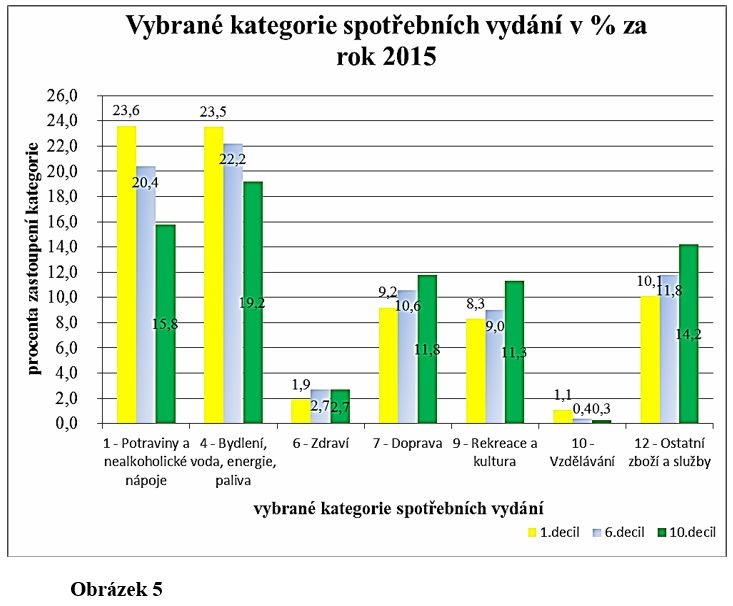 Vybrané kategorie spotřebních vydání v % za
rok 2015
procenta zastoupení kategorie
26,0
24,0
22,0
20,0
18,0
16,0
14,0
12,0
10,0
8,0
6,0
4,0
2,0
0,0
23,6
20,4
15,8
23,5
22,2
19,2
1,9
2,7
2,7
9,2
10,6
11,8
8,3
9,0
11,3
1,1
0,4
0,3
10,1
11,8
14,2
1 - Potraviny a
nealkoholické
nápoje
4 - Bydlení,
voda, energie,
paliva
6 - Zdraví
7 - Doprava
9 - Rekreace a
kultura
10 -
Vzdělávání
12 - Ostatní
zboží a služby
vybrané kategorie spotřebních vydání
1.decil 6.decil 10.decil
Obrázek 5